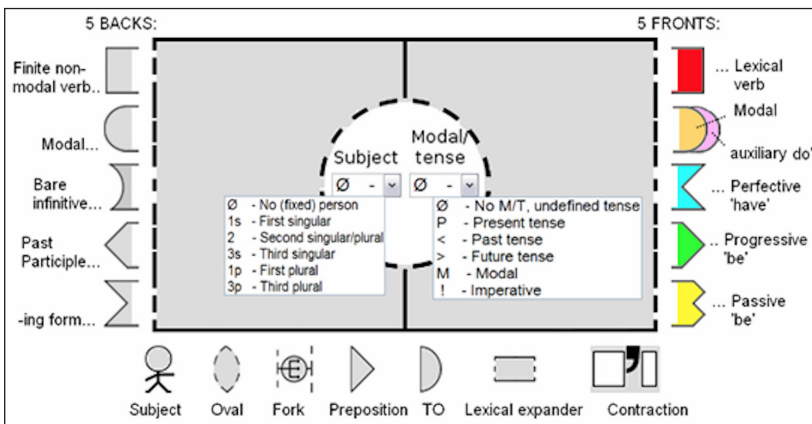 5 BACKS:
5 FRONTS:
Finite non-
modal verb..
Modal...
Bare
infinitive...
Past
Participle...
-ing form...
Subject
Modal/
tense
Ø -
Ø -
Ø - No (fixed) person
1s - First singular
2 - Second singular/plural
3s - Third singular
1p - First plural
3p - Third plural
Ø - No M/T, undefined tense
P - Present tense
< - Past tense
> - Future tense
M - Modal
! - Imperative
... Lexical
verb
Modal
auxiliary do'
... Perfective
'have'
.. Progressive
'be'
... Passive
'be'
Subject
Oval
Fork
Preposition
TO
Lexical expander
Contraction